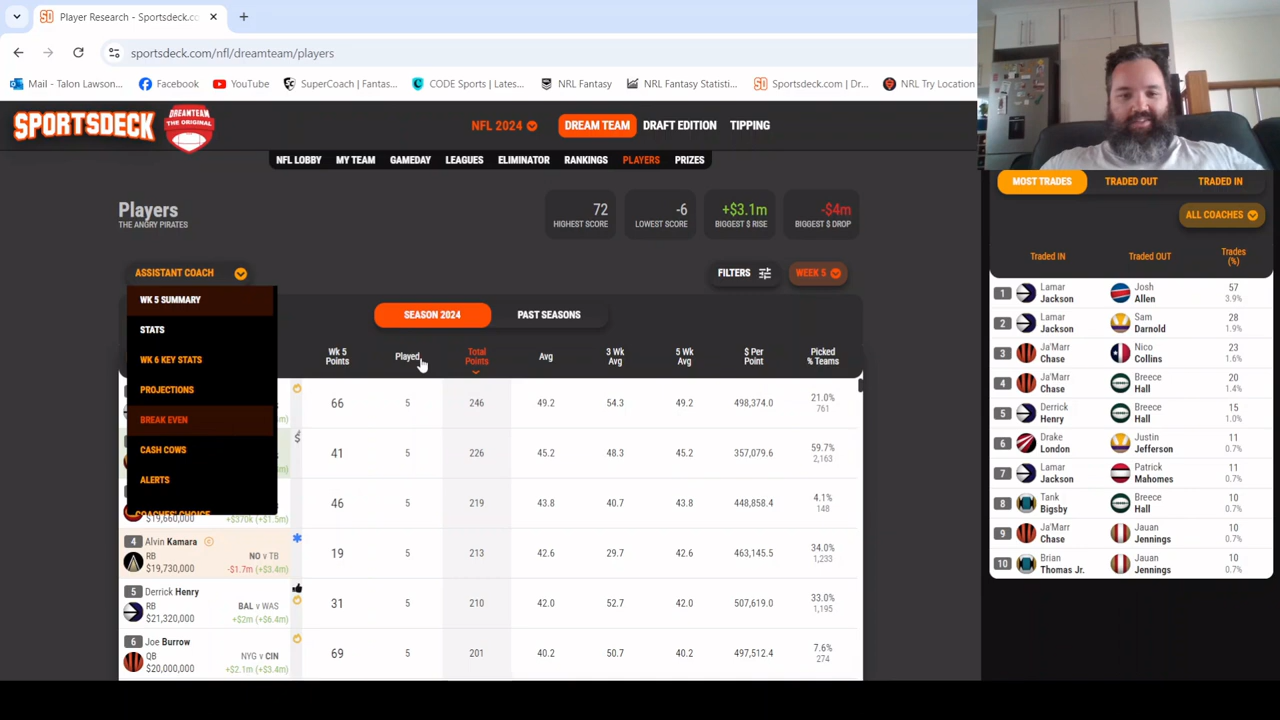 Player Research - Sportsdeck.cc
sportsdeck.com/nfl/dreamteam/players
Mail - Talon Lawson...
Facebook
YouTube
SuperCoach | Fantas...
CODE Sports | Lates...
NRL Fantasy
NRL Fantasy Statisti...
Sportsdeck.com | Dr...
NRL Try Location
SPORTSDECK
DREAMTEAM
THE ORIGINAL
NFL 2024
DREAM TEAM
DRAFT EDITION
TIPPING
NFL LOBBY
MY TEAM
GAMEDAY
LEAGUES
ELIMINATOR
RANKINGS
PLAYERS
PRIZES
Players
THE ANGRY PIRATES
72
HIGHEST SCORE
-6
LOWEST SCORE
+$3.1m
BIGGEST $ RISE
-$4m
BIGGEST $ DROP
ASSISTANT COACH
FILTERS
WEEK 5
WK 5 SUMMARY
STATS
WK 6 KEY STATS
PROJECTIONS
BREAK EVEN
CASH COWS
ALERTS
COACHES' CHOICE
SEASON 2024
PAST SEASONS
Wk 5 Points
Played
Total Points
Avg
3 Wk Avg
5 Wk Avg
$ Per Point
Picked % Teams
66 5 246 49.2 54.3 49.2 498,374.0 21.0%
761
41 5 226 45.2 48.3 45.2 357,079.6 59.7%
2,163
46 5 219 43.8 40.7 43.8 448,858.4 4.1%
148
$19,660,000
+$370k (+$1.5m)
4 Alvin Kamara
RB NO v TB
$19,730,000 -$1.7m (+$3.4m)
19 5 213 42.6 29.7 42.6 463,145.5 34.0%
1,233
5 Derrick Henry
RB BAL v WAS
$21,320,000 +$2m (+$6.4m)
31 5 210 42.0 52.7 42.0 507,619.0 33.0%
1,195
6 Joe Burrow
QB NYG v CIN
$20,000,000 +$2.1m (+$3.4m)
69 5 201 40.2 50.7 40.2 497,512.4 7.6%
274
MOST TRADES
TRADED OUT
TRADED IN
ALL COACHES
Traded IN
Traded OUT
Trades (%)
1 Lamar Jackson Josh Allen 57 3.9%
2 Lamar Jackson Sam Darnold 28 1.9%
3 Ja'Marr Chase Nico Collins 23 1.6%
4 Ja'Marr Chase Breece Hall 20 1.4%
5 Derrick Henry Breece Hall 15 1.0%
6 Drake London Justin Jefferson 11 0.7%
7 Lamar Jackson Patrick Mahomes 11 0.7%
8 Tank Bigsby Breece Hall 10 0.7%
9 Ja'Marr Chase Jauan Jennings 10 0.7%
10 Brian Thomas Jr. Jauan Jennings 10 0.7%